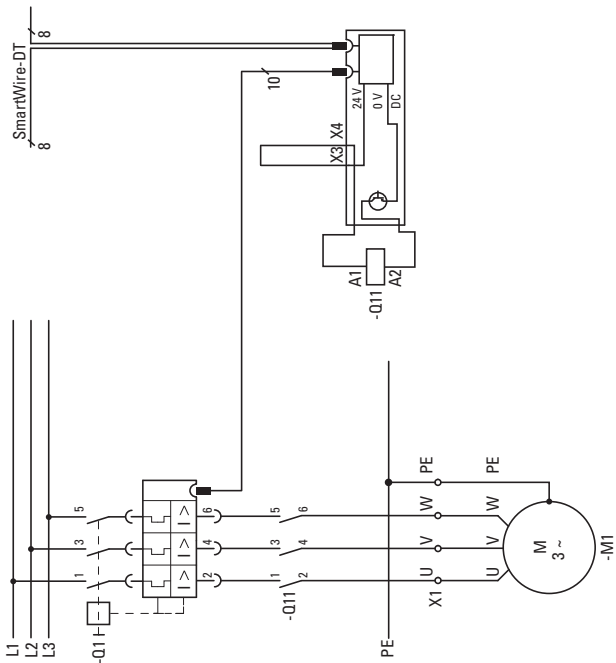 SmartWire-DT
8
8
10
24 V
0 V
DC
X3 X4
A1
A2
-Q11
L1
L2
L3
-Q1
1
3
5
I>
I>
I>
2
4
6
-Q11
1
3
5
2
4
6
PE
X1
U
V
W
PE
U
V
W
PE
M
3 ~
-M1